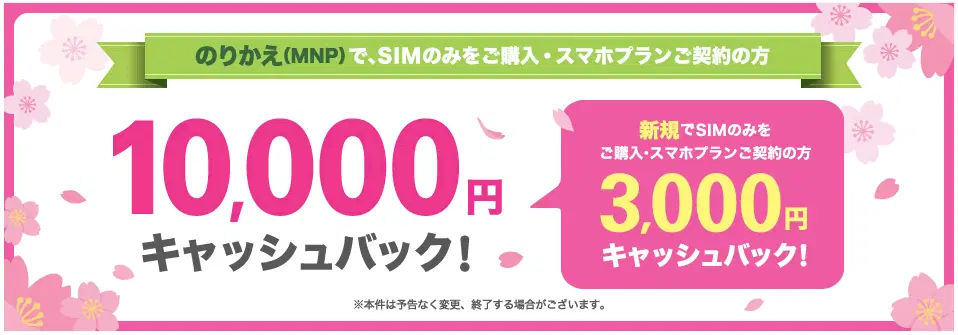 のりかえ(MNP)で、SIMのみをご購入・スマホプランご契約の方
10,000円
キャッシュバック!
新規でSIMのみを
ご購入・スマホプランご契約の方
3,000円
キャッシュバック!
※本件は予告なく変更、終了する場合がございます。